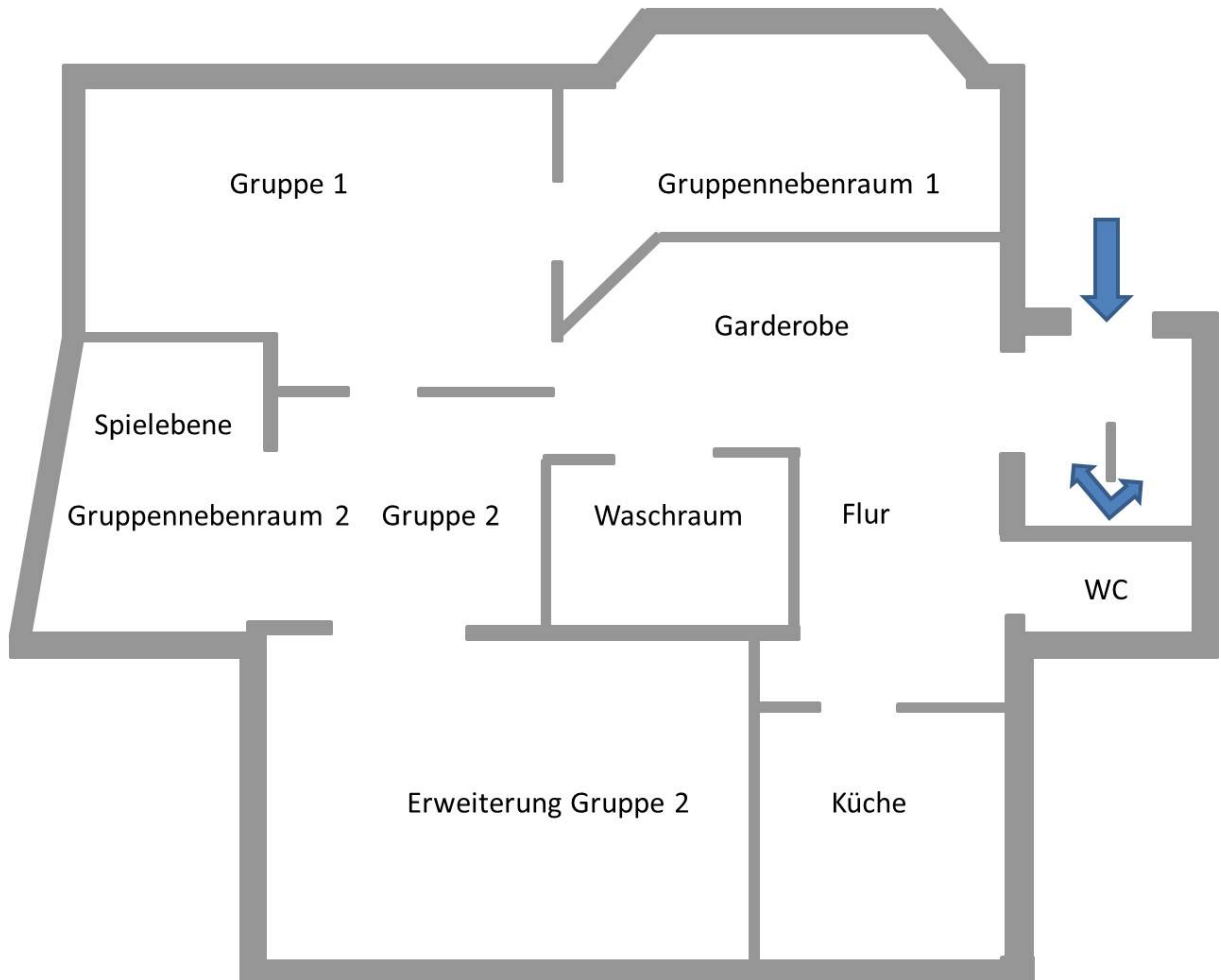 Gruppe 1
Gruppennebenraum 1
Garderobe
Spielebene
Gruppennebenraum 2
Gruppe 2
Waschraum
Flur
WC
Erweiterung Gruppe 2
Küche